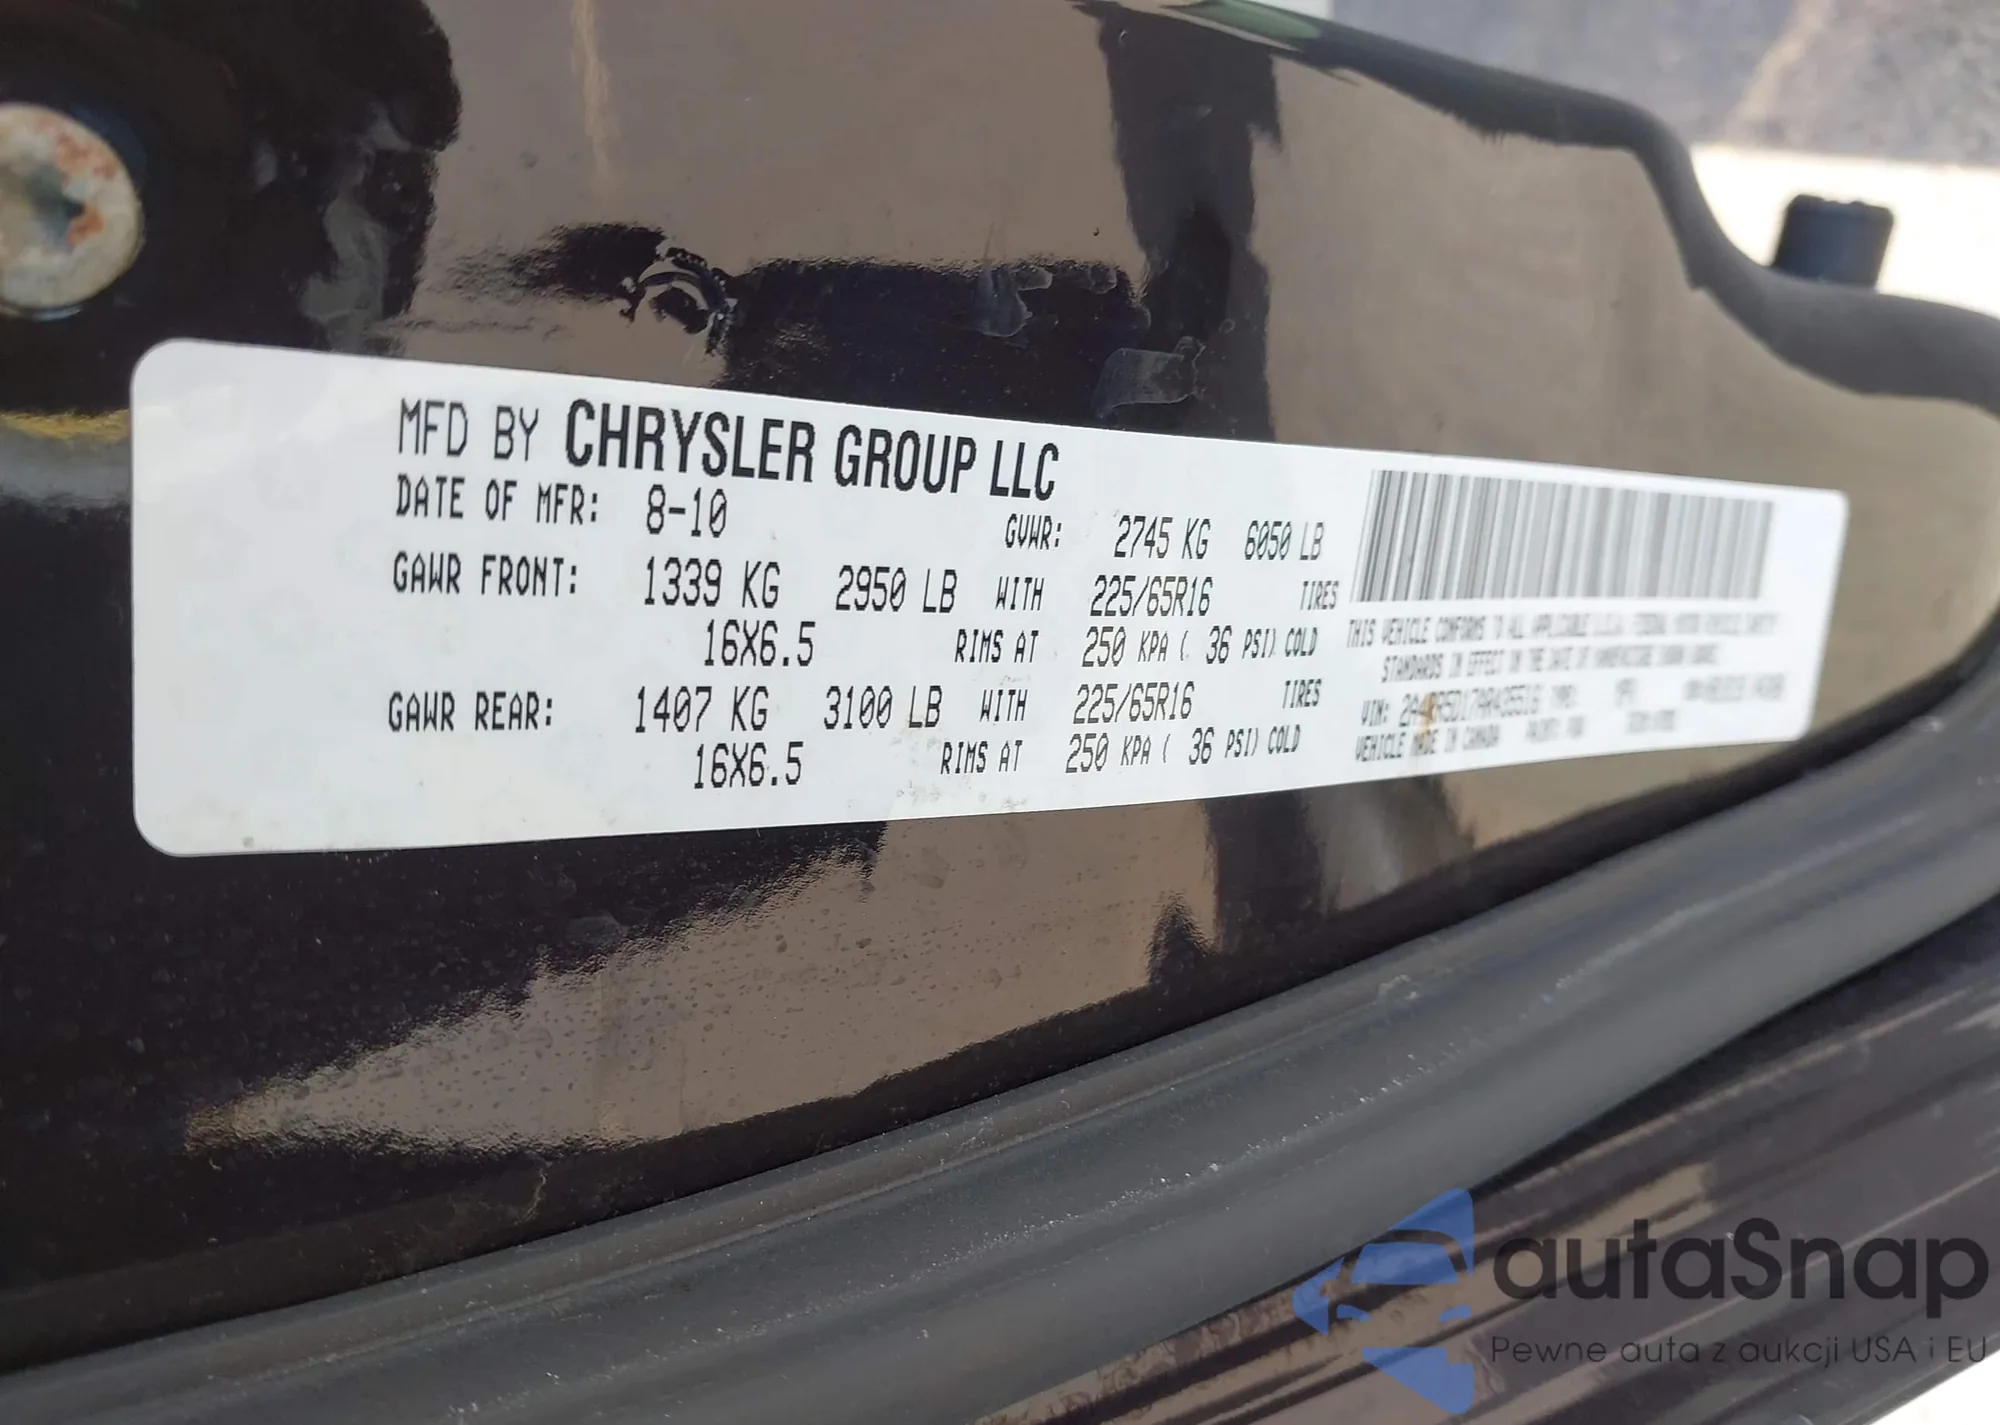 MFD BY CHRYSLER GROUP LLC
DATE OF MFR: 8-10 GVWR: 2745 KG 6050 LB
GAWR FRONT: 1339 KG 2950 LB WITH 225/65R16 TIRES
16X6.5 RIMS AT 250 KPA ( 36 PSI) COLD
GAWR REAR: 1407 KG 3100 LB WITH 225/65R16 TIRES
16X6.5 RIMS AT 250 KPA ( 36 PSI) COLD
THIS VEHICLE CONFORMS TO ALL APPLICABLE U.S.A. FEDERAL MOTOR VEHICLE SAFETY
STANDARDS IN EFFECT ON THE DATE OF MANUFACTURE SHOWN ABOVE.
VIN: TYPE:
VEHICLE MADE IN CANADA PAINT:
autaSnap
Pewne auta z aukcji USA i EU